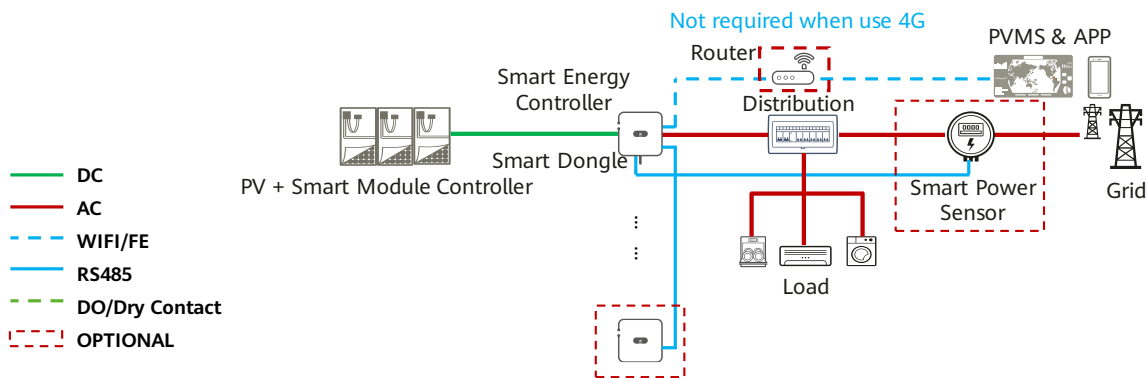 Not required when use 4G
Router
PVMS & APP
Smart Energy
Controller
Distribution
Smart Dongle
PV + Smart Module Controller
Smart Power
Sensor
Grid
Load
DC
AC
WIFI/FE
RS485
DO/Dry Contact
OPTIONAL